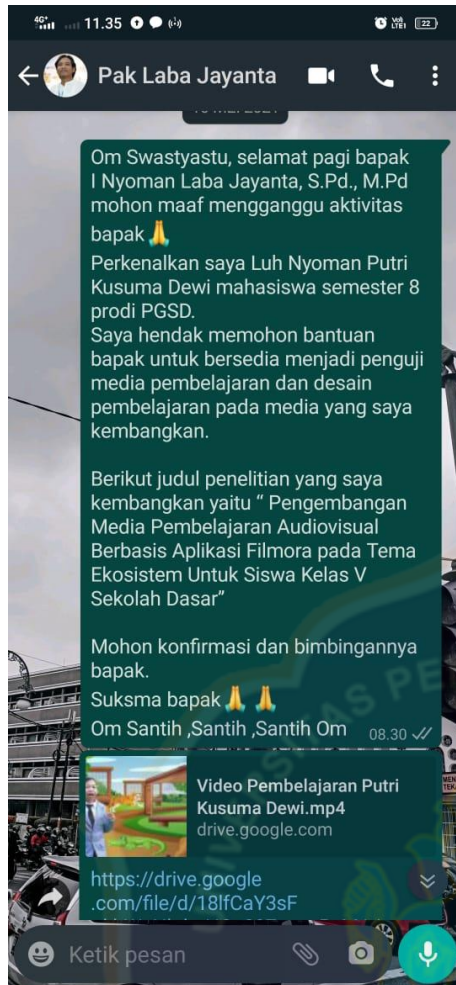 4G 11.35 VoLTE1 22
Pak Laba Jayanta
Om Swastyastu, selamat pagi bapak
I Nyoman Laba Jayanta, S.Pd., M.Pd
mohon maaf mengganggu aktivitas
bapak🙏
Perkenalkan saya Luh Nyoman Putri
Kusuma Dewi mahasiswa semester 8
prodi PGSD.
Saya hendak memohon bantuan
bapak untuk bersedia menjadi penguji
media pembelajaran dan desain
pembelajaran pada media yang saya
kembangkan.
Berikut judul penelitian yang saya
kembangkan yaitu “ Pengembangan
Media Pembelajaran Audiovisual
Berbasis Aplikasi Filmora pada Tema
Ekosistem Untuk Siswa Kelas V
Sekolah Dasar”
Mohon konfirmasi dan bimbingannya
bapak.
Suksma bapak🙏 🙏
Om Santih ,Santih ,Santih Om 08.30
Video Pembelajaran Putri
Kusuma Dewi.mp4
drive.google.com
https://drive.google
.com/file/d/18lfCaY3sF
Ketik pesan